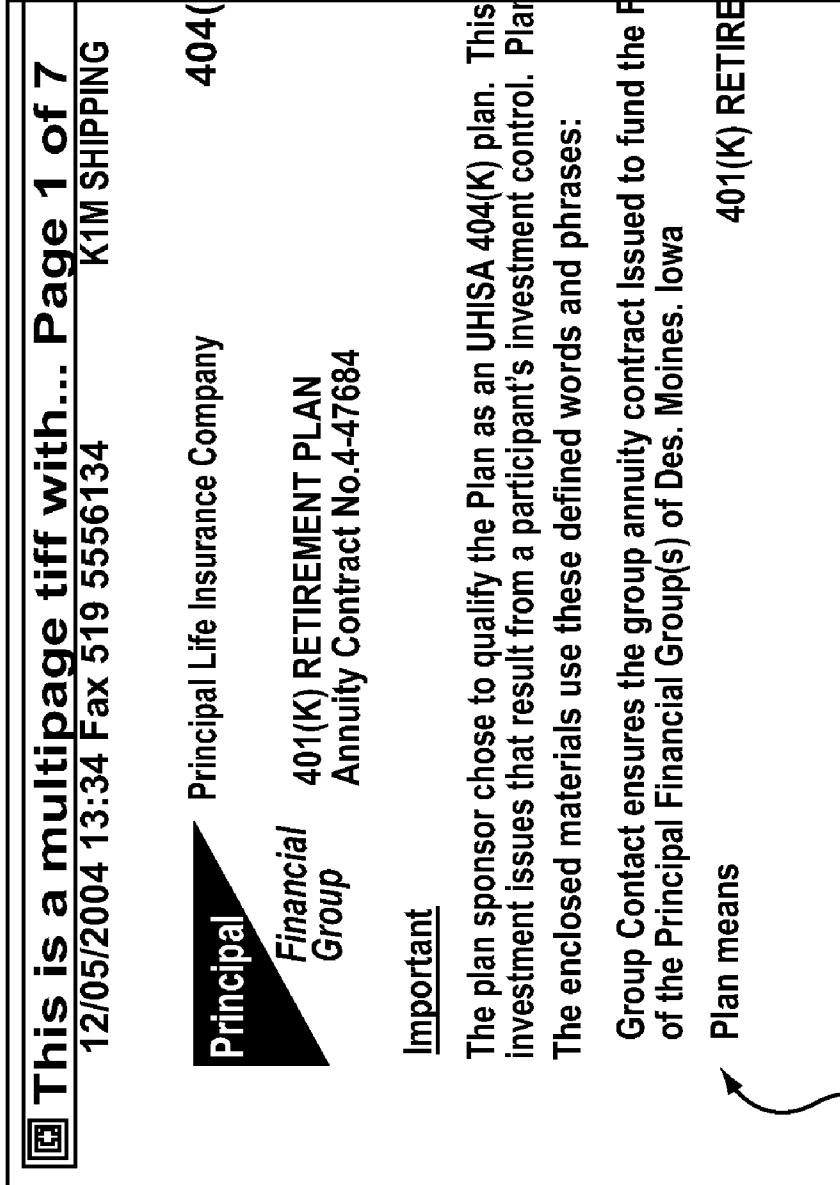 This is a multipage tiff with... Page 1 of 7
12/05/2004 13:34 Fax 519 5556134 K1M SHIPPING
404(
Principal Life Insurance Company
Principal
Financial
Group
401(K) RETIREMENT PLAN
Annuity Contract No.4-47684
Important
The plan sponsor chose to qualify the Plan as an UHISA 404(K) plan. This
investment issues that result from a participant's investment control. Plan
The enclosed materials use these defined words and phrases:
Group Contact ensures the group annuity contract Issued to fund the
of the Principal Financial Group(s) of Des. Moines. Iowa
Plan means 401(K) RETIRE